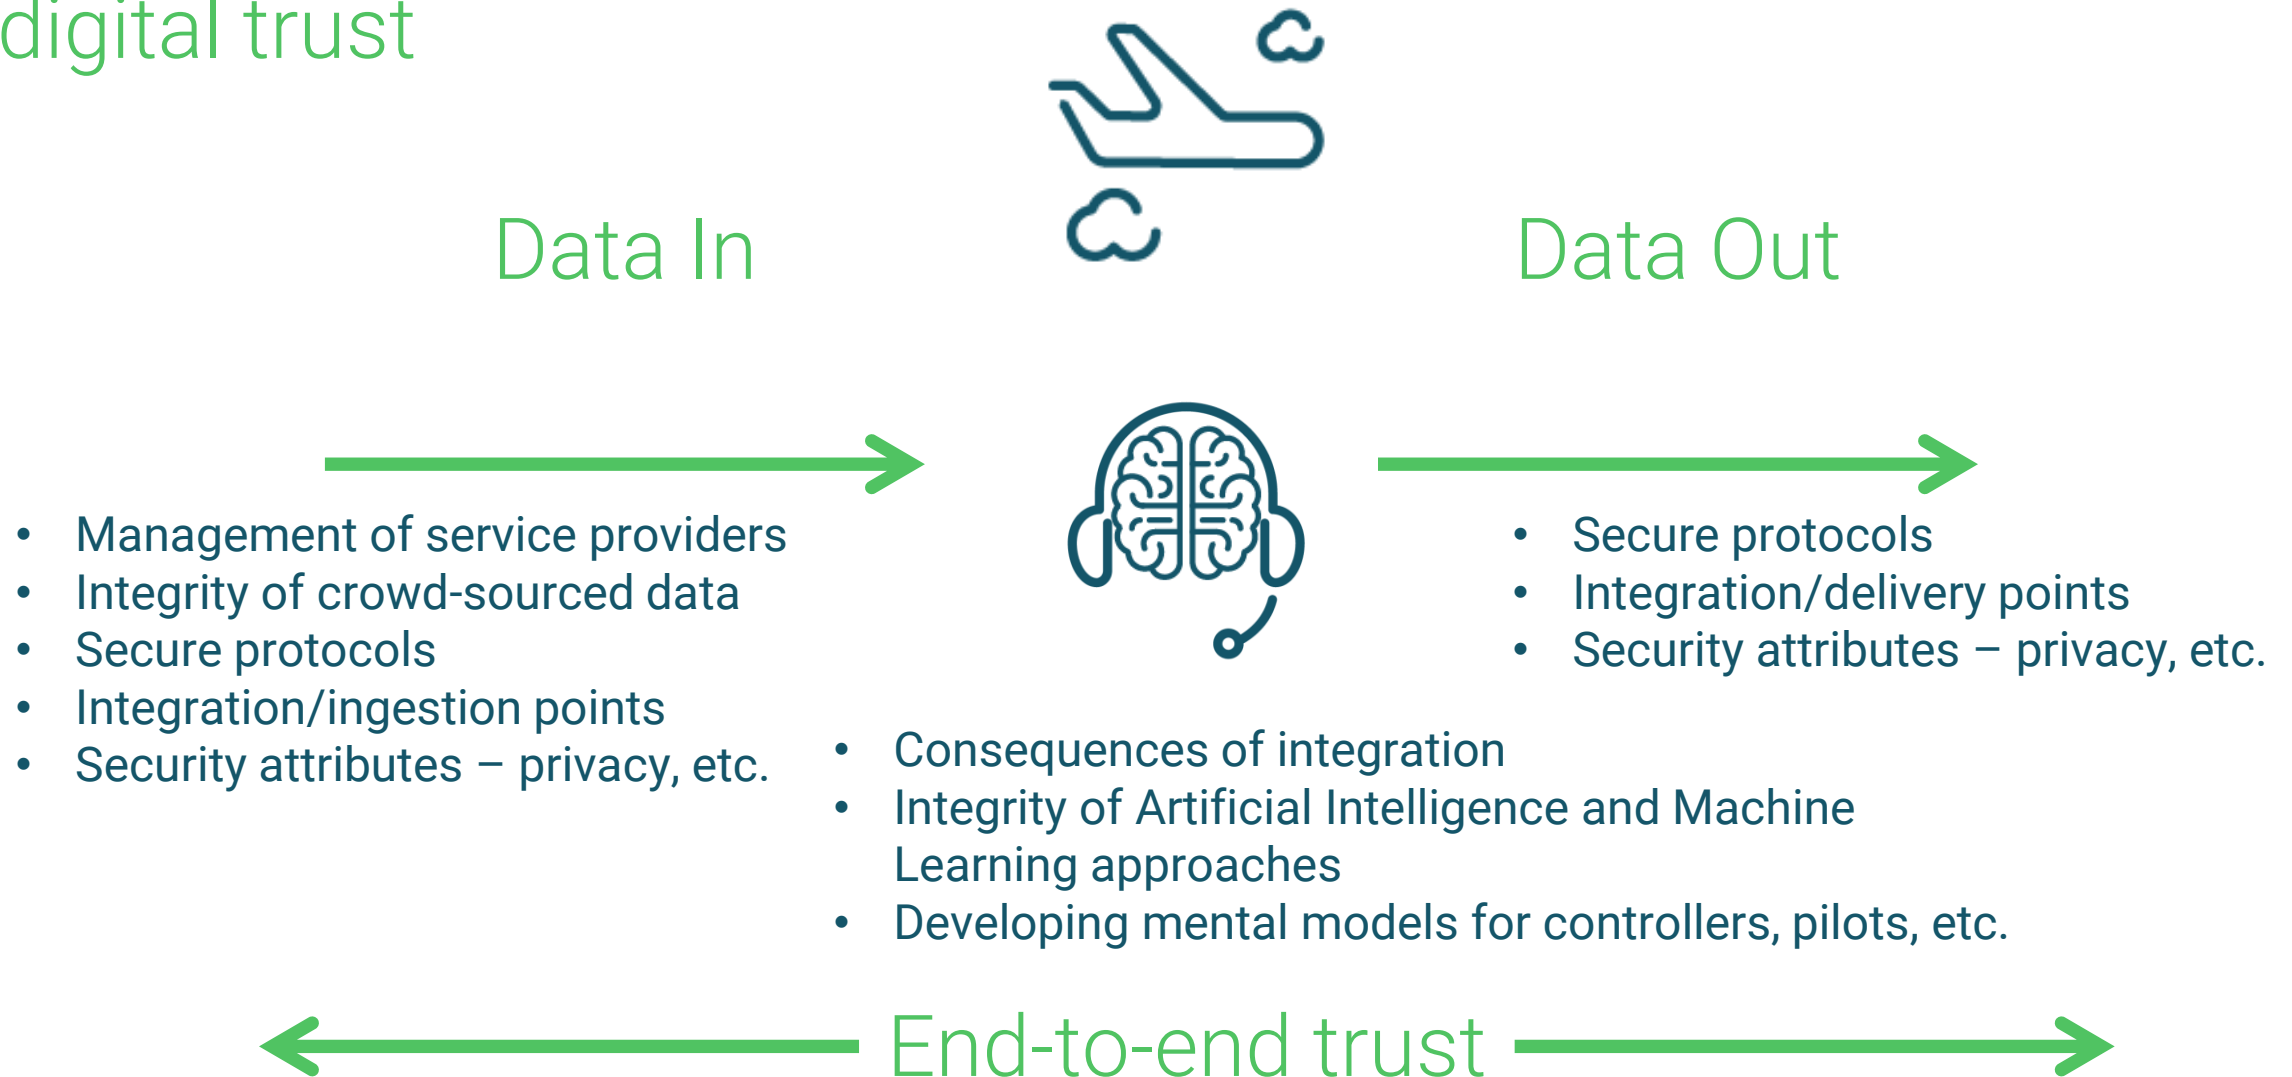 digital trust
Data In
Data Out
• Management of service providers
• Integrity of crowd-sourced data
• Secure protocols
• Integration/ingestion points
• Security attributes – privacy, etc.
• Secure protocols
• Integration/delivery points
• Security attributes – privacy, etc.
• Consequences of integration
• Integrity of Artificial Intelligence and Machine
Learning approaches
• Developing mental models for controllers, pilots, etc.
End-to-end trust